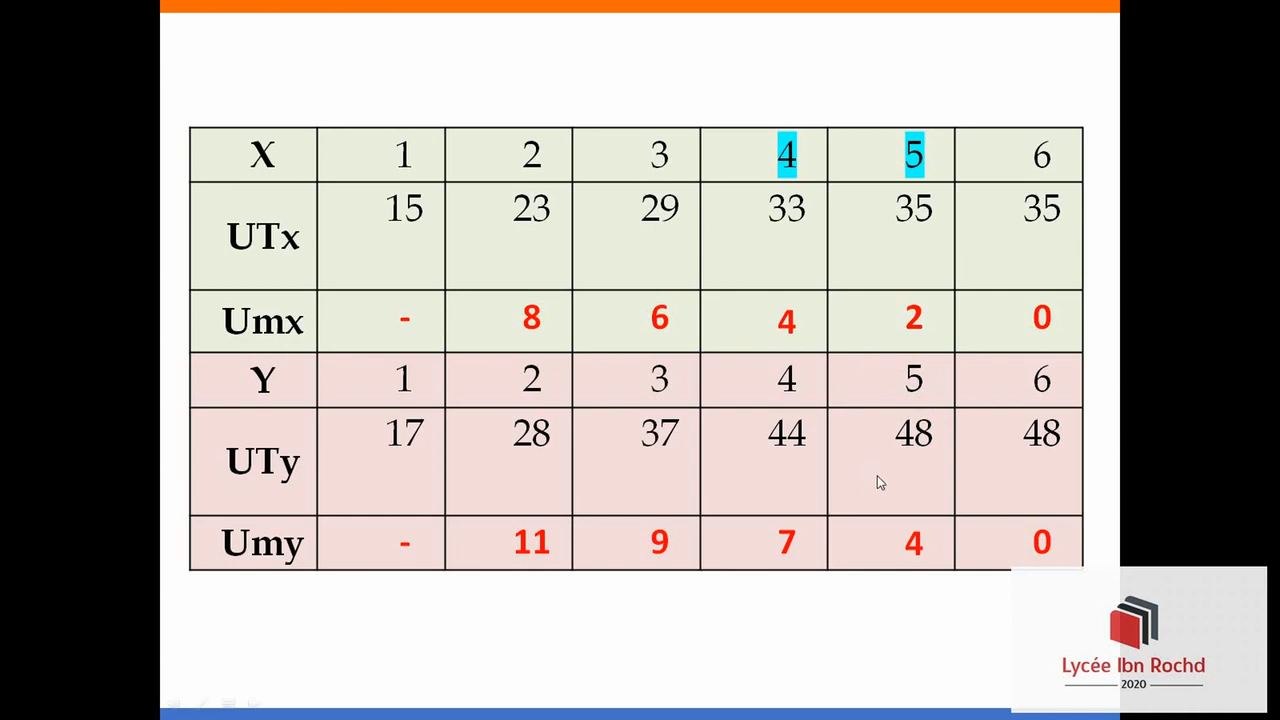 X 1 2 3 4 5 6
UTx 15 23 29 33 35 35
Umx - 8 6 4 2 0
Y 1 2 3 4 5 6
UTy 17 28 37 44 48 48
Umy - 11 9 7 4 0
Lycée Ibn Rochd
2020